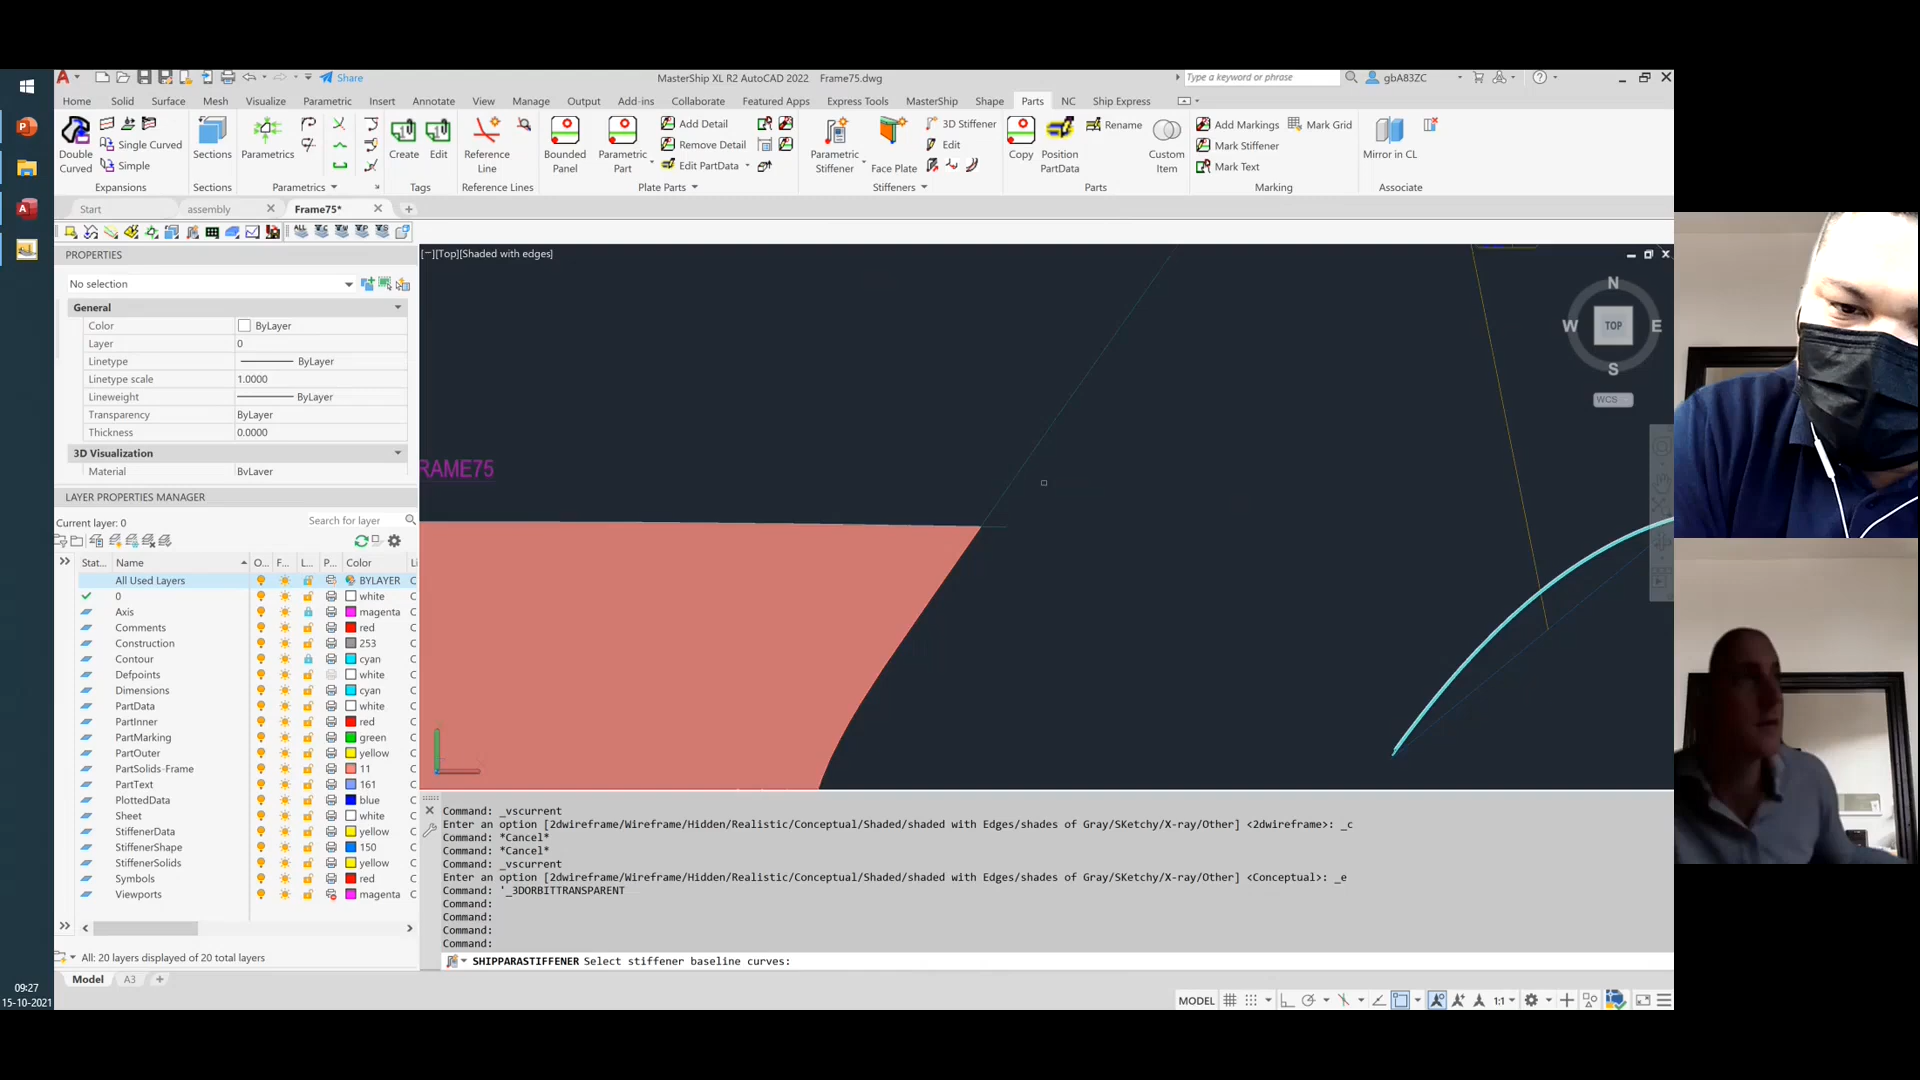 Share
MasterShip XL R2 AutoCAD 2022 Frame75.dwg
Type a keyword or phrase
gbA83ZC
Home Solid Surface Mesh Visualize Parametric Insert Annotate View Manage Output Add-ins Collaborate Featured Apps Express Tools MasterShip Shape Parts NC Ship Express
Double Curved
Single Curved
Simple
Sections
Parametrics
Create
Edit
Reference Line
Bounded Panel
Parametric Part
Add Detail
Remove Detail
Edit PartData
Parametric Stiffener
Face Plate
3D Stiffener
Edit
Copy
Position PartData
Rename
Custom Item
Add Markings
Mark Grid
Mark Stiffener
Mark Text
Mirror in CL
Expansions Sections Parametrics Tags Reference Lines Plate Parts Stiffeners Parts Marking Associate
Start assembly Frame75*
PROPERTIES
[−][Top][Shaded with edges]
No selection
General
Color ByLayer
Layer 0
Linetype ByLayer
Linetype scale 1.0000
Lineweight ByLayer
Transparency ByLayer
Thickness 0.0000
3D Visualization
Material ByLayer
N
W TOP E
S
WCS
RAME75
LAYER PROPERTIES MANAGER
Current layer: 0
Search for layer
Stat... Name O... F... L... P... Color Li
All Used Layers BYLAYER
0 white C
Axis magenta C
Comments red C
Construction 253 C
Contour cyan C
Defpoints white C
Dimensions cyan C
PartData white C
PartInner red C
PartMarking green C
PartOuter yellow C
PartSolids-Frame 11 C
PartText 161 C
PlottedData blue C
Sheet white C
StiffenerData yellow C
StiffenerShape 150 C
StiffenerSolids yellow C
Symbols red C
Viewports magenta C
All: 20 layers displayed of 20 total layers
Command: _vscurrent
Enter an option [2dwireframe/Wireframe/Hidden/Realistic/Conceptual/Shaded/shaded with Edges/shades of Gray/SKetchy/X-ray/Other] <2dwireframe>: _c
Command: *Cancel*
Command: *Cancel*
Command: _vscurrent
Enter an option [2dwireframe/Wireframe/Hidden/Realistic/Conceptual/Shaded/shaded with Edges/shades of Gray/SKetchy/X-ray/Other] <Conceptual>: _e
Command: '_3DORBITTRANSPARENT
Command:
Command:
Command:
Command:
SHIPPARASTIFFENER Select stiffener baseline curves:
Model A3
09:27
15-10-2021
MODEL 1:1